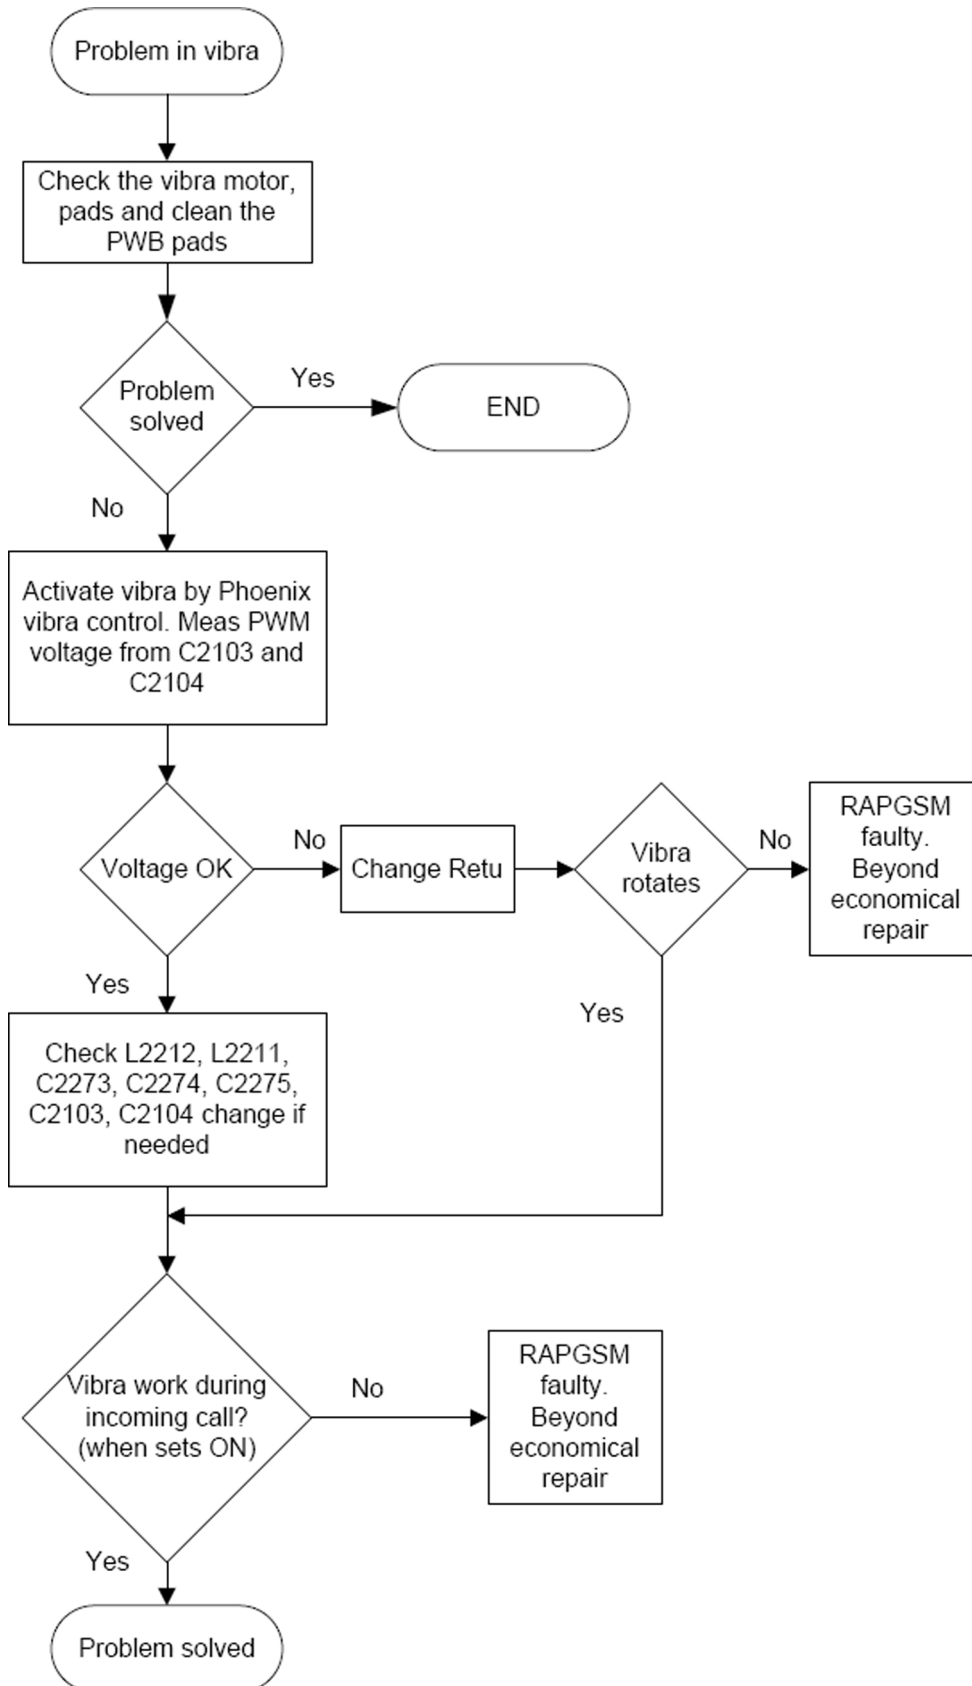 Problem in vibra
Check the vibra motor,
pads and clean the
PWB pads
Problem
solved
Yes
END
No
Activate vibra by Phoenix
vibra control. Meas PWM
voltage from C2103 and
C2104
Voltage OK
No
Change Retu
Vibra
rotates
No
RAPGSM
faulty.
Beyond
economical
repair
Yes
Yes
Check L2212, L2211,
C2273, C2274, C2275,
C2103, C2104 change if
needed
Vibra work during
incoming call?
(when sets ON)
No
RAPGSM
faulty.
Beyond
economical
repair
Yes
Problem solved